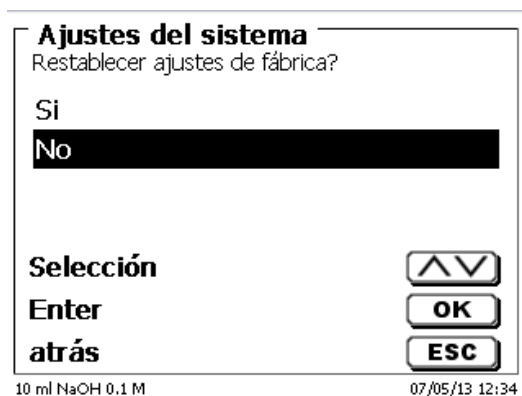 Ajustes del sistema
Restablecer ajustes de fábrica?
Si
No
Selección
Enter OK
atrás ESC
10 ml NaOH 0.1 M 07/05/13 12:34